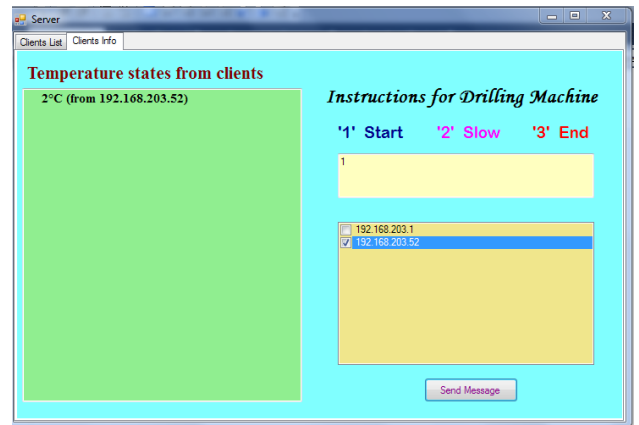 Server
Clients List Clients Info
Temperature states from clients
2°C (from 192.168.203.52)
Instructions for Drilling Machine
'1' Start '2' Slow '3' End
1
192.168.203.1
192.168.203.52
Send Message